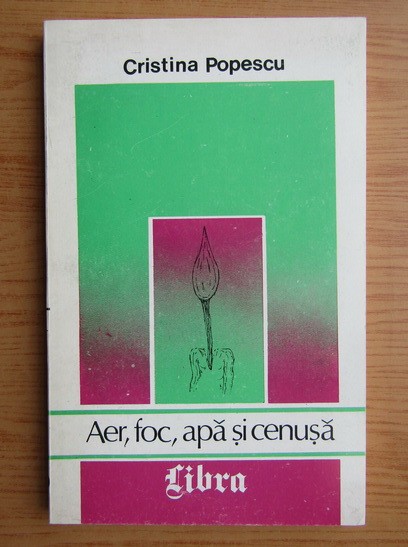 Cristina Popescu
Aer, foc, apă și cenușă
Libra